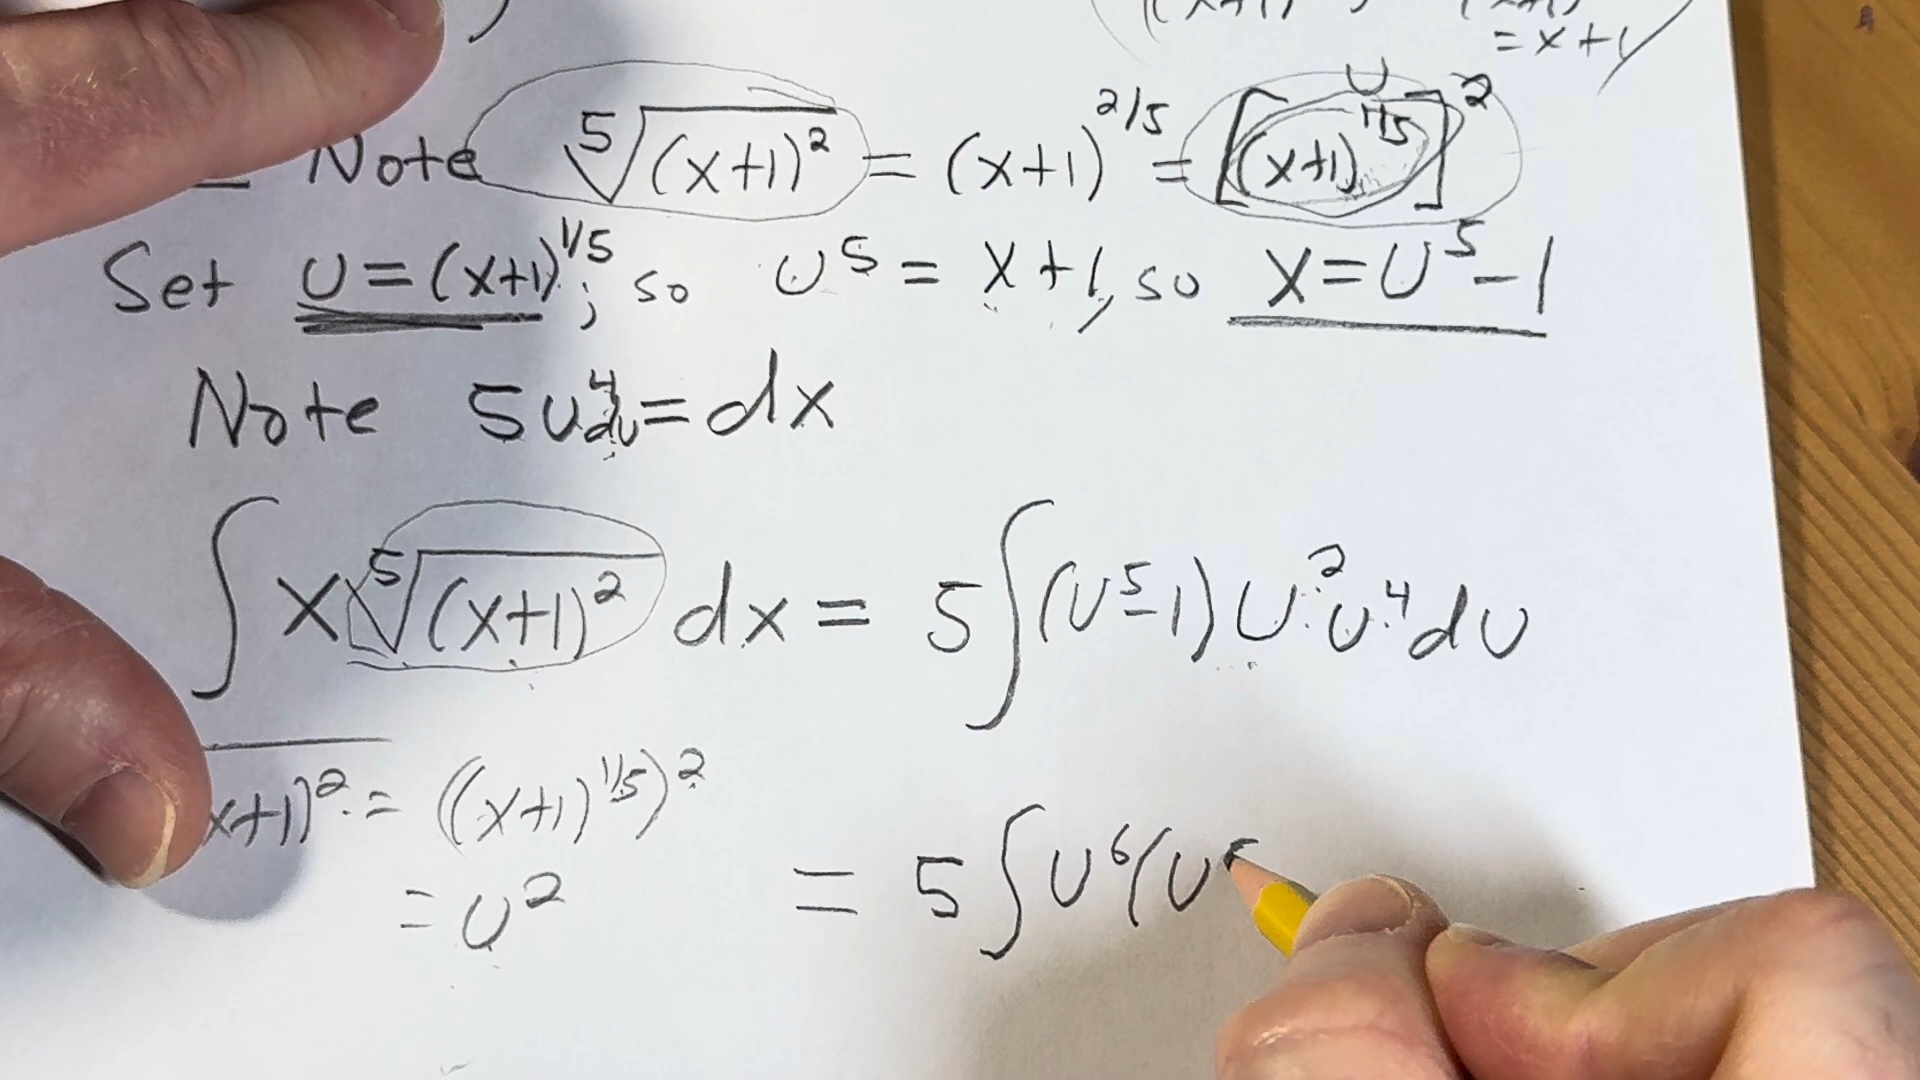 = x+1
Note ⁵√(x+1)² = (x+1)^2/5 = [(x+1)^1/5]² U
Set U = (x+1)^1/5; so U⁵ = x+1, so x = U⁵-1
Note 5U⁴du = dx
∫ x ⁵√(x+1)² dx = 5∫(U⁵-1) U² U⁴ du
x+1)² = ((x+1)^1/5)²
= U²
= 5∫U⁶(U